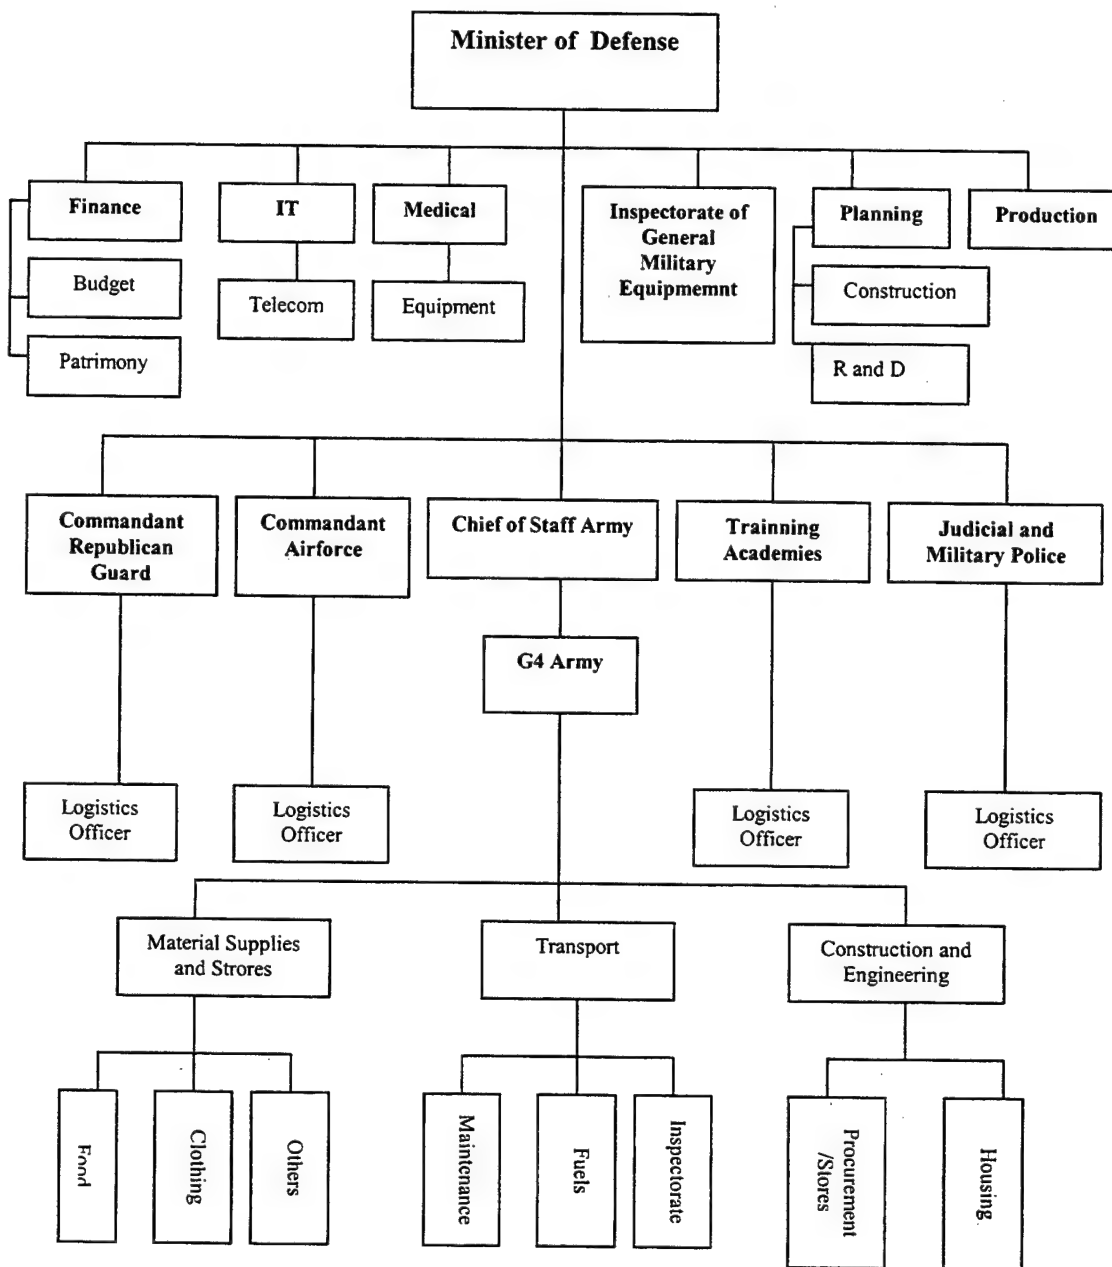 Minister of Defense
Finance
IT
Medical
Inspectorate of
General
Military
Equipmemnt
Planning
Production
Budget
Telecom
Equipment
Construction
Patrimony
R and D
Commandant
Republican
Guard
Commandant
Airforce
Chief of Staff Army
Trainning
Academies
Judicial and
Military Police
G4 Army
Logistics
Officer
Logistics
Officer
Logistics
Officer
Logistics
Officer
Material Supplies
and Strores
Transport
Construction and
Engineering
Food
Clothing
Others
Maintenance
Fuels
Inspectorate
Procurement
/Stores
Housing